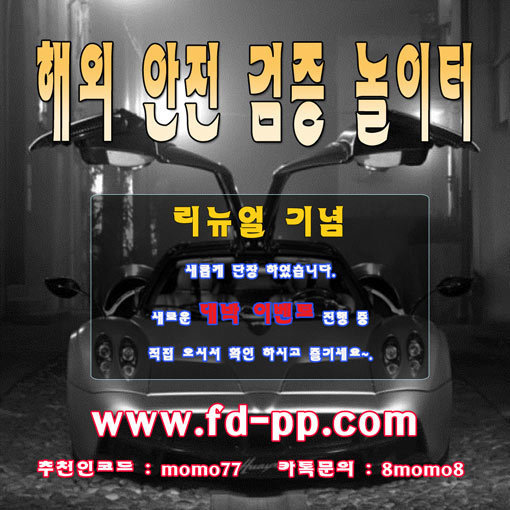 해외 안전 검증 놀이터
리뉴얼 기념
새롭게 단장 하였습니다.
새로운 대박 이벤트 진행 중
직집 오시서 확인 하시고 즐기세요~.
www.fd-pp.com
추천인코드 : momo77 카톡문의 : 8momo8